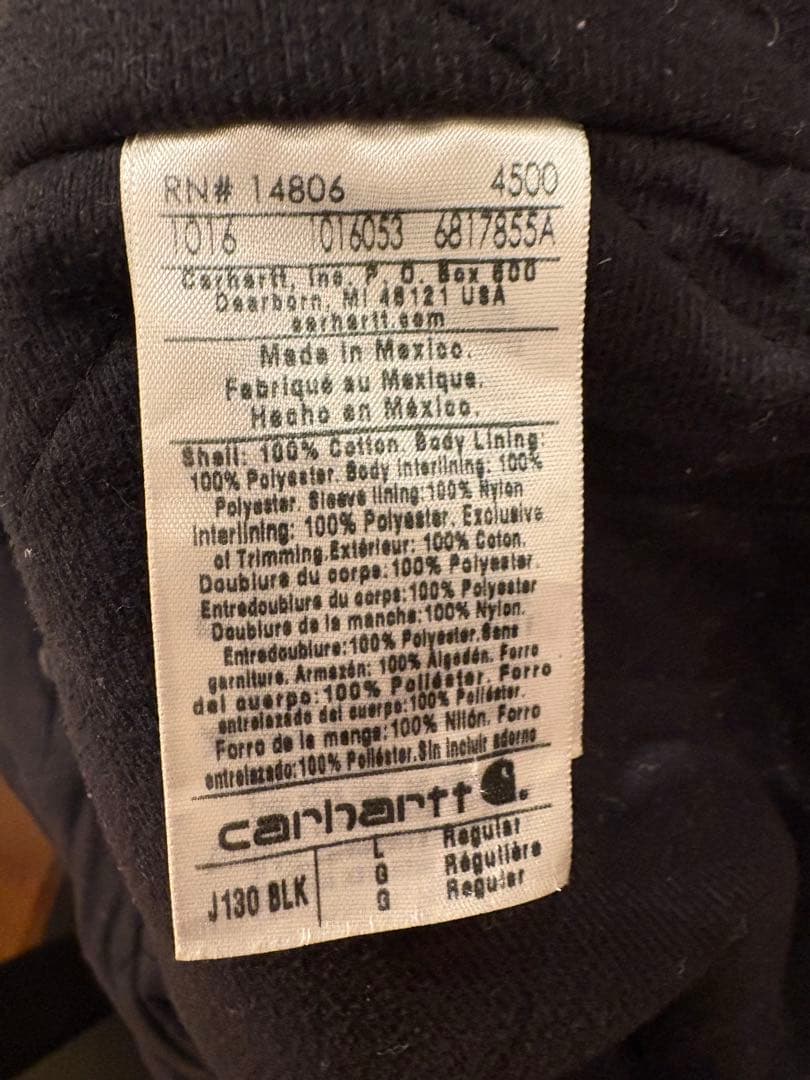 RN# 14806 4500
1016 1016053 6817855A
Carhartt, Inc. P. O. Box 600
Dearborn, MI 48121 USA
carhartt.com
Made in Mexico.
Fabriqué au Mexique.
Hecho en México.
Shell: 100% Cotton. Body Lining:
100% Polyester. Body interlining: 100%
Polyester. Sleeve lining:100% Nylon
Interlining: 100% Polyester. Exclusive
of Trimming.Extérieur: 100% Coton.
Doublure du corps:100% Polyester.
Entredoublure du corps:100% Polyester
Doublure de la manche:100% Nylon.
Entredoublure:100% Polyester.Sans
garniture. Armazón: 100% Algodón. Forro
del cuerpo:100% Poliéster. Forro
entrelazado del cuerpo:100% Poliéster.
Forro de la manga:100% Nilón. Forro
entrelazado:100% Poliéster.Sin incluir adorno
carhartt
J130 BLK L Regular
G Régulière
G Regular